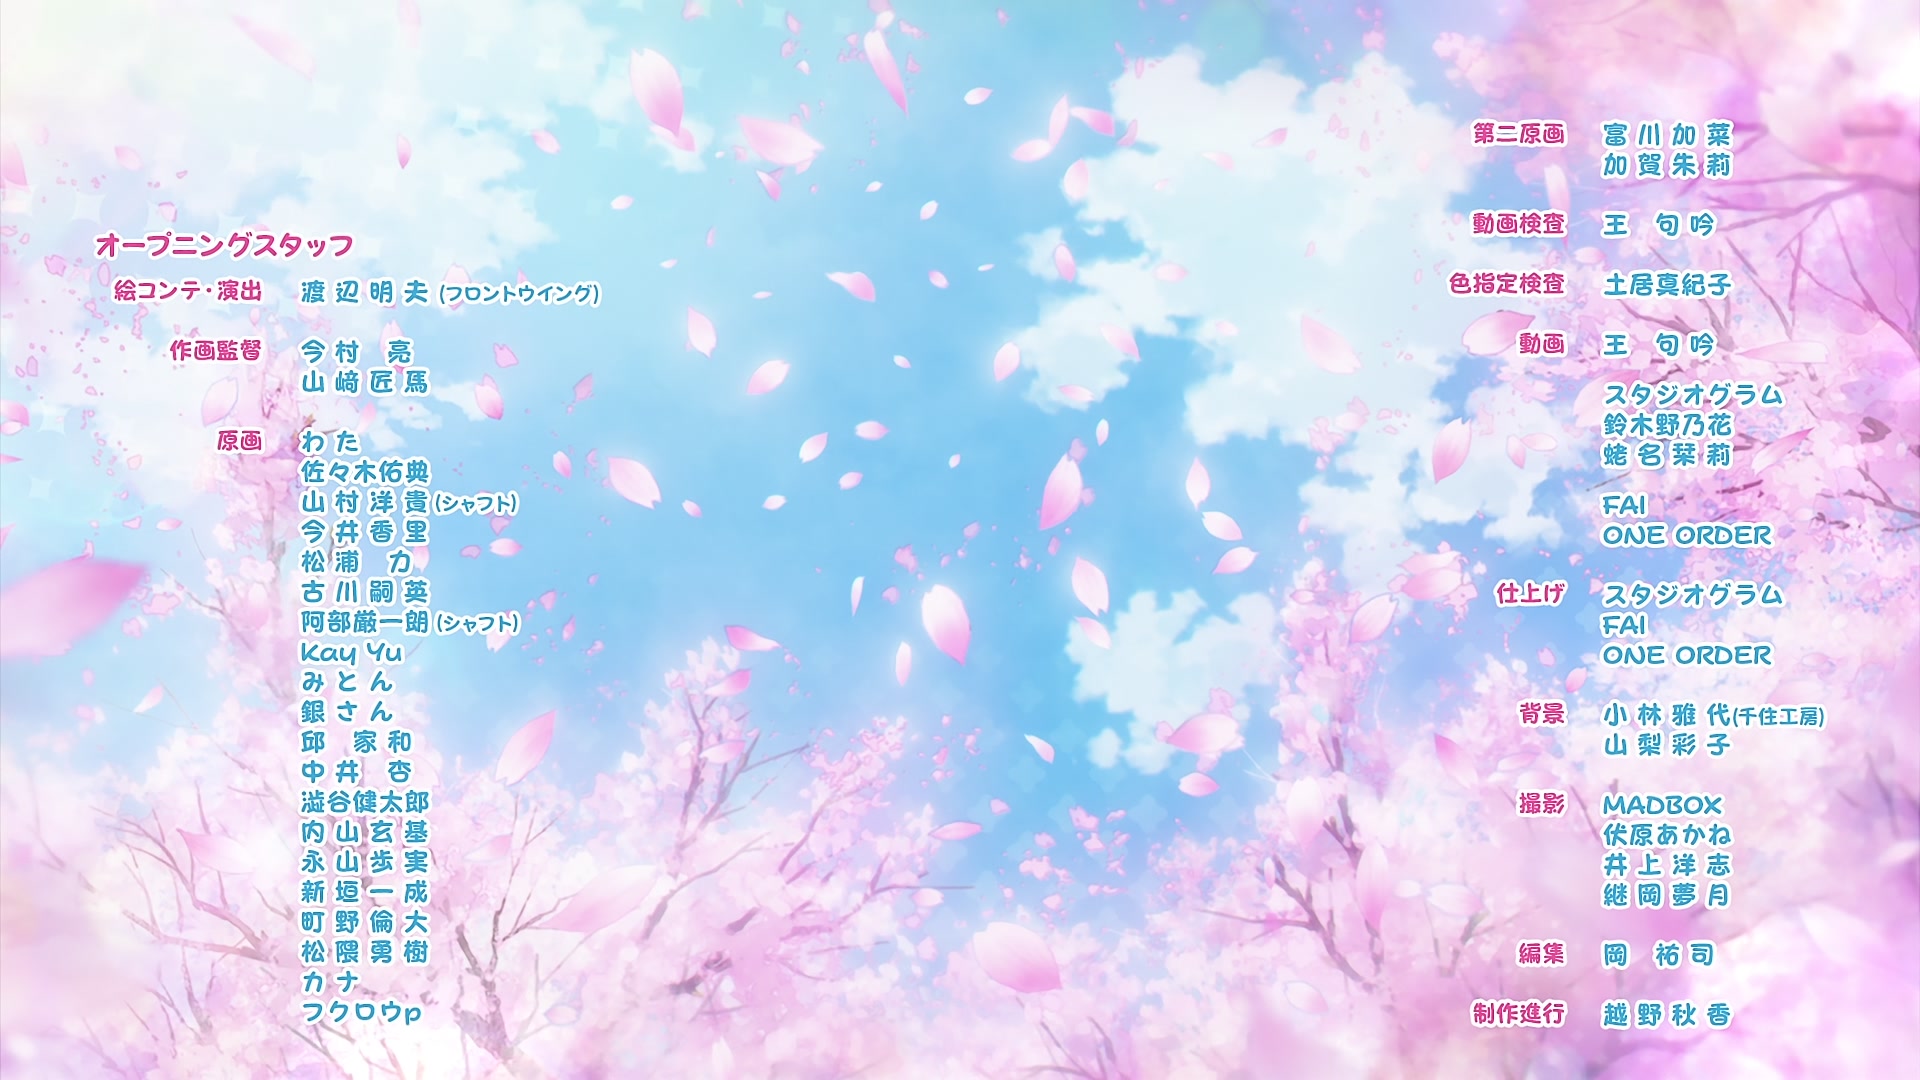 オープニングスタッフ
絵コンテ・演出 渡辺明夫(フロントウイング)
作画監督 今村 亮
山﨑匠馬
原画 わた
佐々木佑典
山村洋貴(シャフト)
今井香里
松浦 力
古川嗣英
阿部厳一朗(シャフト)
Kay Yu
みとん
銀さん
邱 家和
中井 杏
澁谷健太郎
内山玄基
永山歩実
新垣一成
町野倫大
松隈勇樹
カナ
フクロウp
第二原画 富川加菜
加賀朱莉
動画検査 王 句吟
色指定検査 土居真紀子
動画 王 句吟
スタジオグラム
鈴木野乃花
蛯名栞莉
FAI
ONE ORDER
仕上げ スタジオグラム
FAI
ONE ORDER
背景 小林雅代(千住工房)
山梨彩子
撮影 MADBOX
伏原あかね
井上洋志
継岡夢月
編集 岡 祐司
制作進行 越野秋香